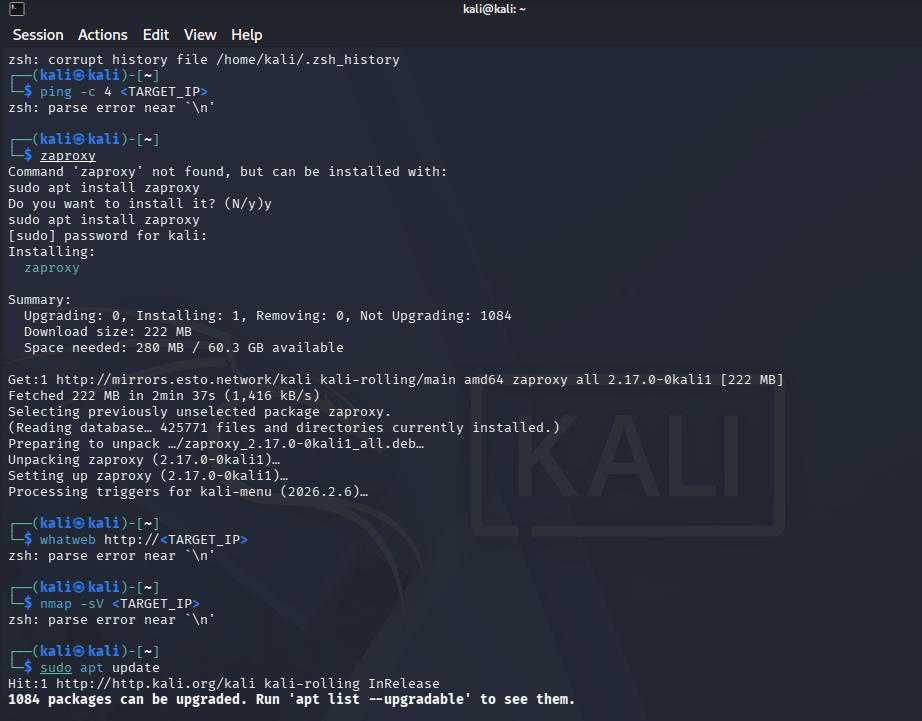 kali@kali: ~
Session Actions Edit View Help
zsh: corrupt history file /home/kali/.zsh_history
┌──(kali㉿kali)-[~]
└─$ ping -c 4 <TARGET_IP>
zsh: parse error near `\n'
┌──(kali㉿kali)-[~]
└─$ zaproxy
Command 'zaproxy' not found, but can be installed with:
sudo apt install zaproxy
Do you want to install it? (N/y)y
sudo apt install zaproxy
[sudo] password for kali:
Installing:
  zaproxy
Summary:
  Upgrading: 0, Installing: 1, Removing: 0, Not Upgrading: 1084
  Download size: 222 MB
  Space needed: 280 MB / 60.3 GB available
Get:1 http://mirrors.esto.network/kali kali-rolling/main amd64 zaproxy all 2.17.0-0kali1 [222 MB]
Fetched 222 MB in 2min 37s (1,416 kB/s)
Selecting previously unselected package zaproxy.
(Reading database… 425771 files and directories currently installed.)
Preparing to unpack …/zaproxy_2.17.0-0kali1_all.deb…
Unpacking zaproxy (2.17.0-0kali1)…
Setting up zaproxy (2.17.0-0kali1)…
Processing triggers for kali-menu (2026.2.6)…
KALI
┌──(kali㉿kali)-[~]
└─$ whatweb http://<TARGET_IP>
zsh: parse error near `\n'
┌──(kali㉿kali)-[~]
└─$ nmap -sV <TARGET_IP>
zsh: parse error near `\n'
┌──(kali㉿kali)-[~]
└─$ sudo apt update
Hit:1 http://http.kali.org/kali kali-rolling InRelease
1084 packages can be upgraded. Run 'apt list --upgradable' to see them.